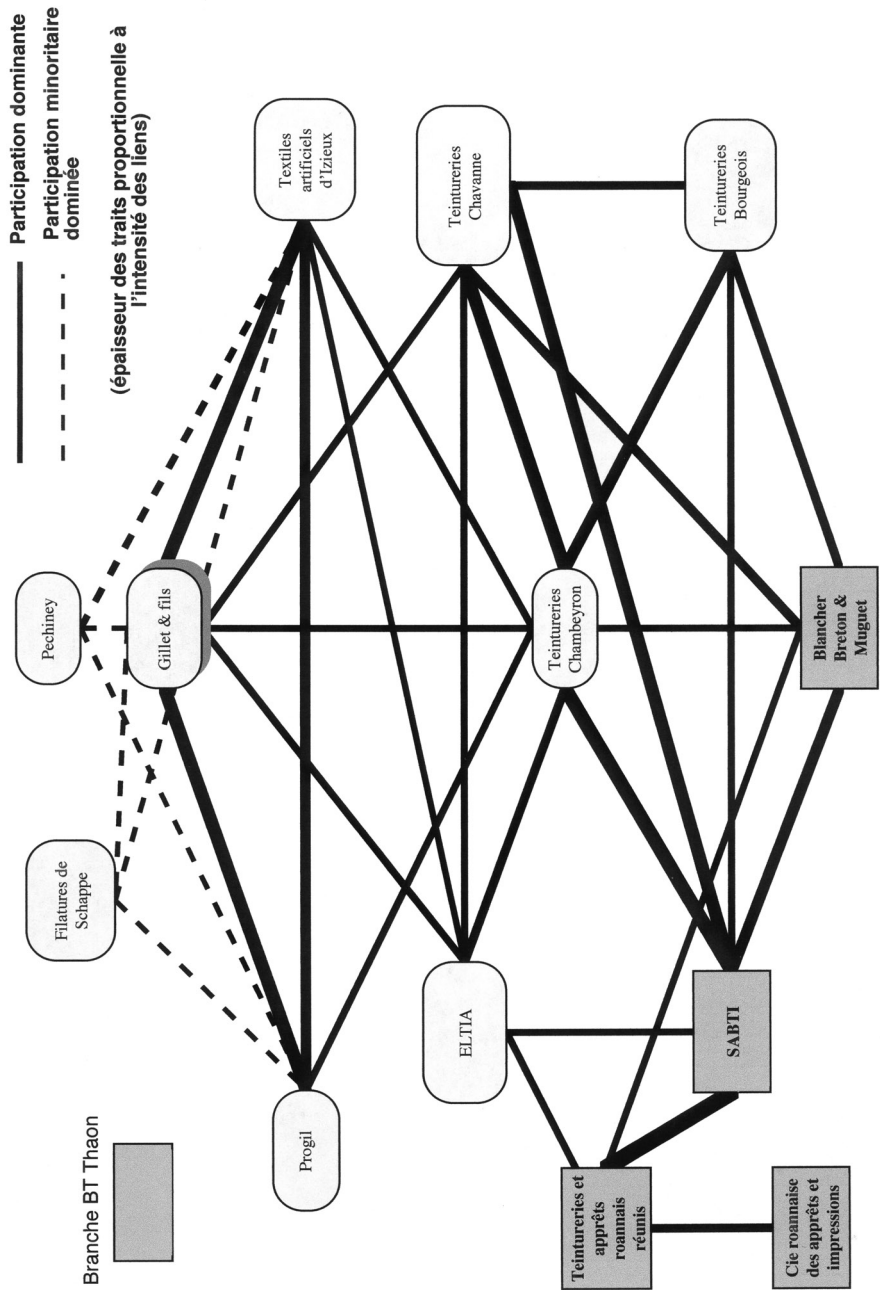 Participation dominante
Participation minoritaire
dominée
(épaisseur des traits proportionnelle à
l'intensité des liens)
Branche BT Thaon
Pechiney
Filatures de
Schappe
Gillet & fils
Progil
Textiles
artificiels
d'Izieux
ELTIA
Teintureries
Chavanne
Teintureries
Chambeyron
Teintureries et
apprêts
roannais
réunis
SABTI
Teintureries
Bourgeois
Cie roannaise
des apprêts et
impressions
Blancher
Breton &
Muguet